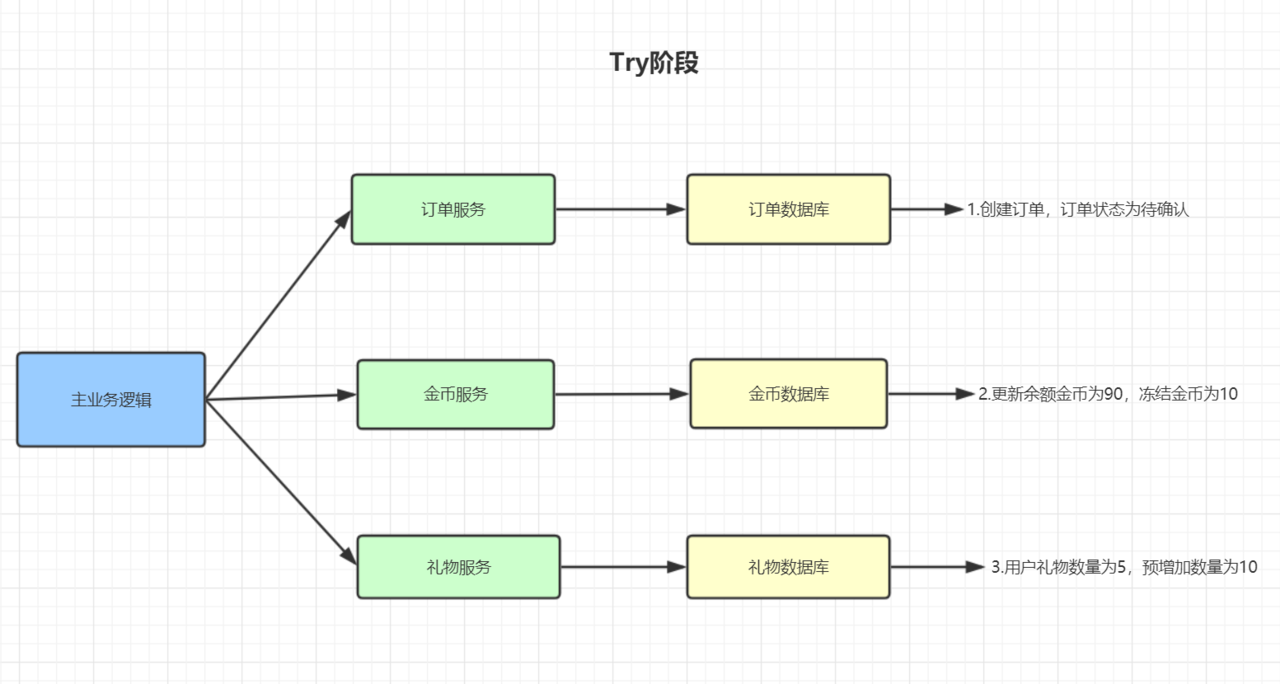 Try阶段
订单服务
订单数据库
1.创建订单，订单状态为待确认
主业务逻辑
金币服务
金币数据库
2.更新余额金币为90，冻结金币为10
礼物服务
礼物数据库
3.用户礼物数量为5，预增加数量为10